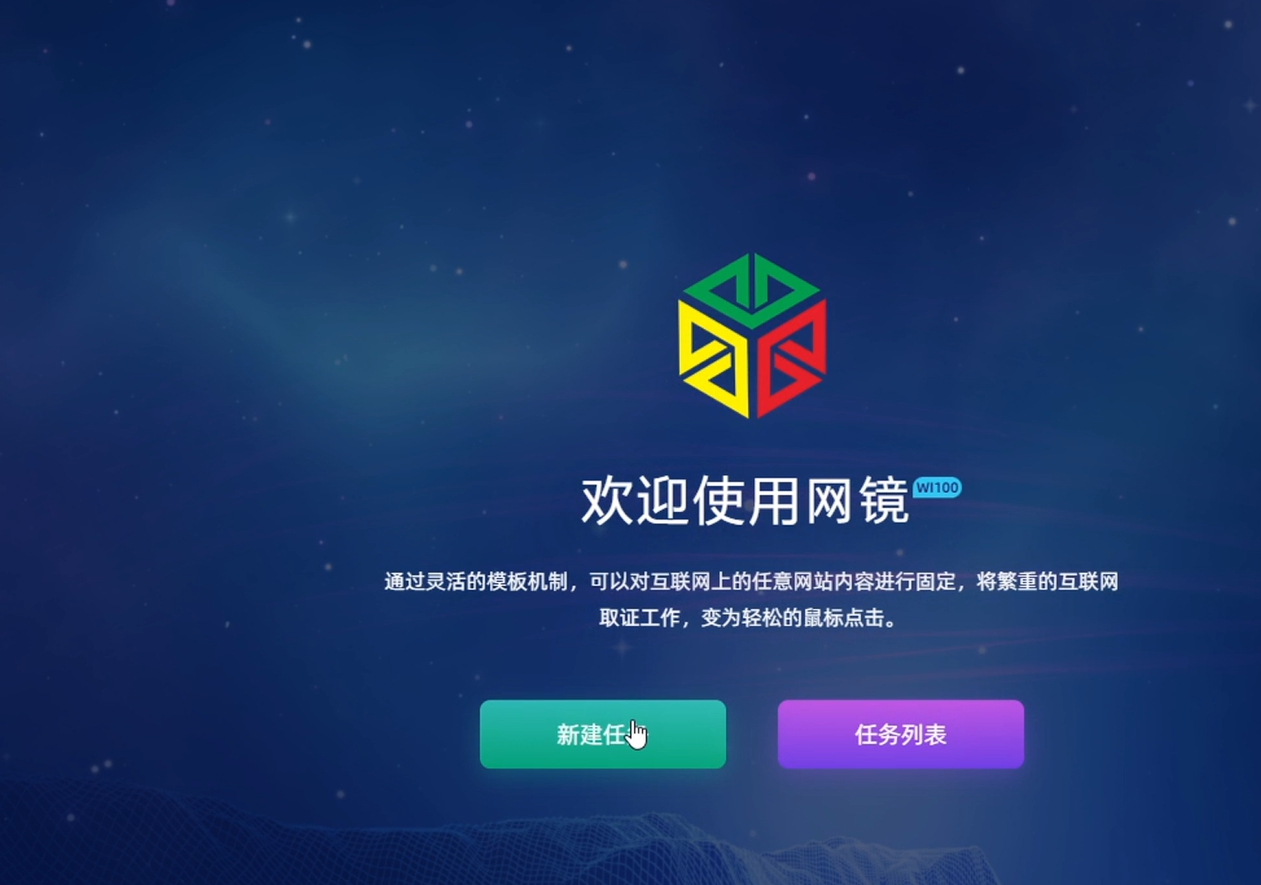 欢迎使用网镜 WI100
通过灵活的模板机制，可以对互联网上的任意网站内容进行固定，将繁重的互联网
取证工作，变为轻松的鼠标点击。
新建任 任务列表